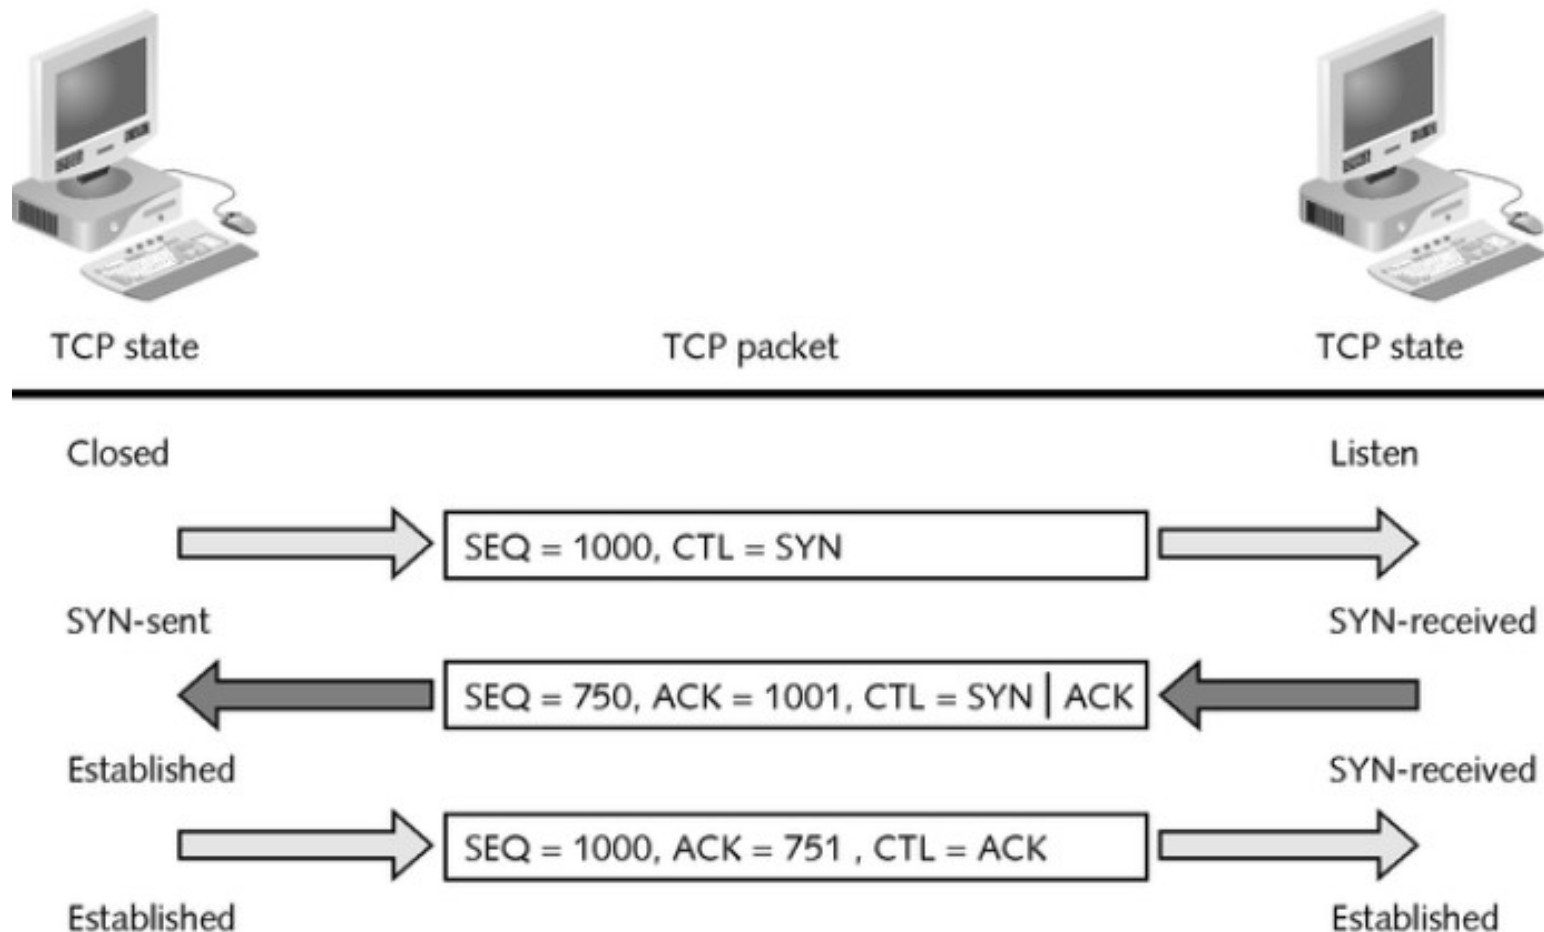 TCP state
TCP packet
TCP state
Closed
Listen
SEQ = 1000, CTL = SYN
SYN-sent
SYN-received
SEQ = 750, ACK = 1001, CTL = SYN | ACK
Established
SYN-received
SEQ = 1000, ACK = 751 , CTL = ACK
Established
Established